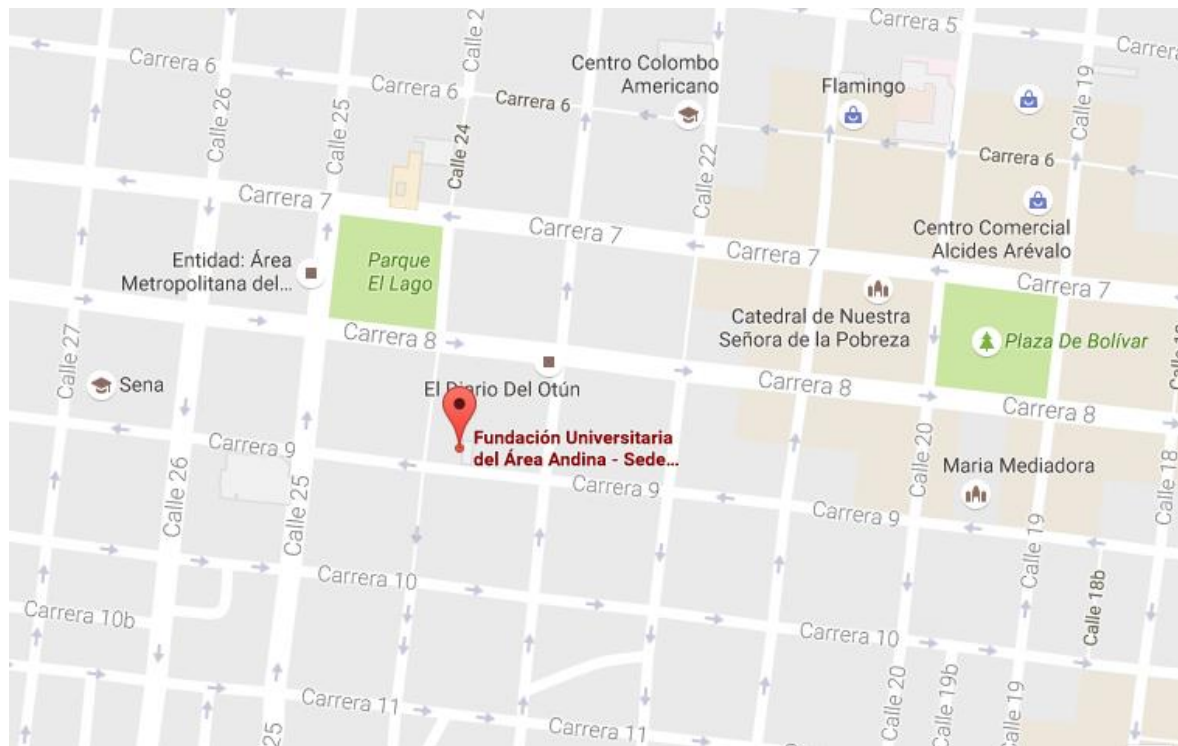 Carrera 5
Carrera
Carrera 6
Carrera 6
Carrera 6
Carrera 6
Calle 26
Calle 25
Calle 2
Calle 24
Calle 22
Calle 19
Centro Colombo
Americano
Flamingo
Carrera 7
Carrera 7
Carrera 7
Carrera 7
Centro Comercial
Alcides Arévalo
Entidad: Área
Metropolitana del...
Parque
El Lago
Catedral de Nuestra
Señora de la Pobreza
Plaza De Bolívar
Calle 27
Sena
Carrera 8
Carrera 8
Carrera 8
El Diario Del Otún
Fundación Universitaria
del Área Andina - Sede...
Carrera 9
Carrera 9
Carrera 9
Maria Mediadora
Calle 20
Calle 18
Calle 26
Calle 25
Calle 19
Calle 18b
Carrera 10
Carrera 10
Carrera 10b
Carrera 11
Carrera 11
25
Calle 20
Calle 19b
Calle 19